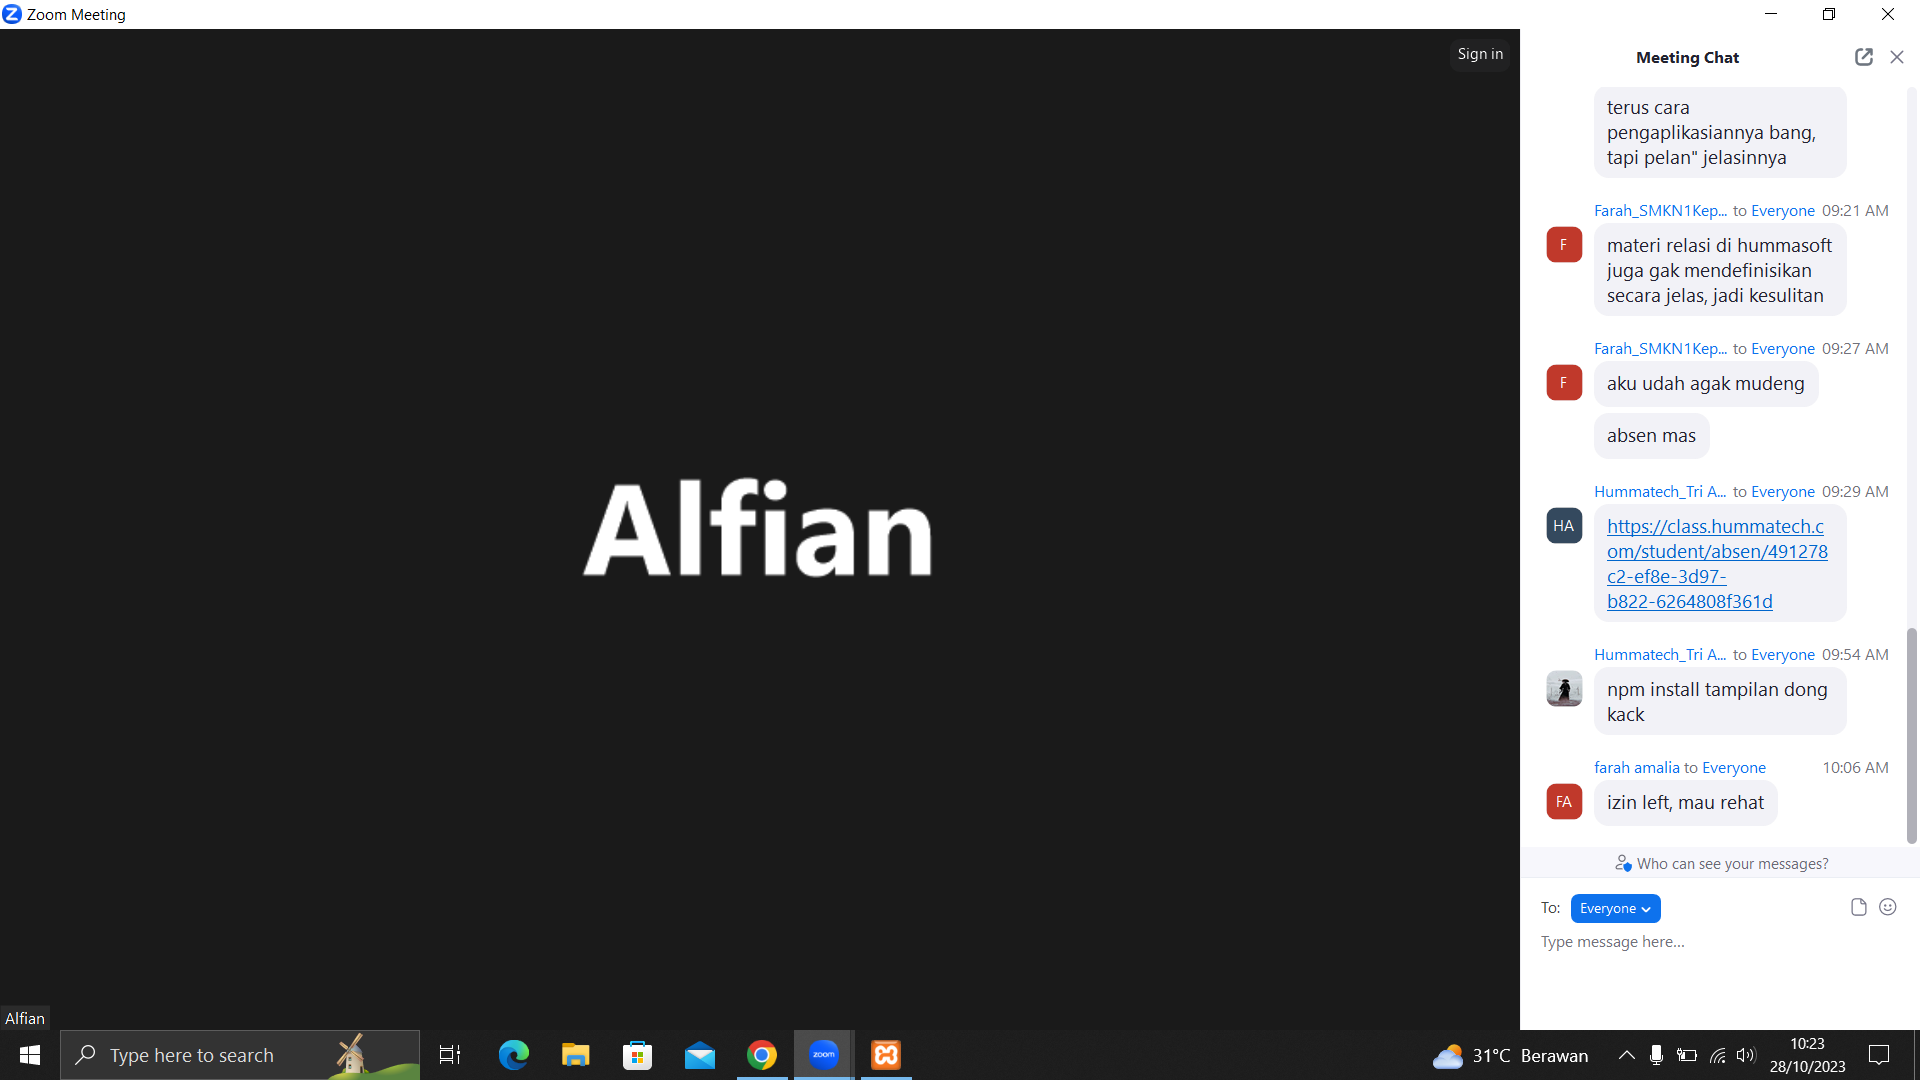 Zoom Meeting
Sign in
Alfian
Alfian
Meeting Chat
terus cara
pengaplikasiannya bang,
tapi pelan" jelasinnya
Farah_SMKN1Kep... to Everyone 09:21 AM
F
materi relasi di hummasoft
juga gak mendefinisikan
secara jelas, jadi kesulitan
Farah_SMKN1Kep... to Everyone 09:27 AM
F
aku udah agak mudeng
absen mas
Hummatech_Tri A... to Everyone 09:29 AM
HA
https://class.hummatech.c
om/student/absen/491278
c2-ef8e-3d97-
b822-6264808f361d
Hummatech_Tri A... to Everyone 09:54 AM
npm install tampilan dong
kack
farah amalia to Everyone 10:06 AM
FA
izin left, mau rehat
Who can see your messages?
To: Everyone
Type message here...
Type here to search
zoom
31°C Berawan
10:23
28/10/2023